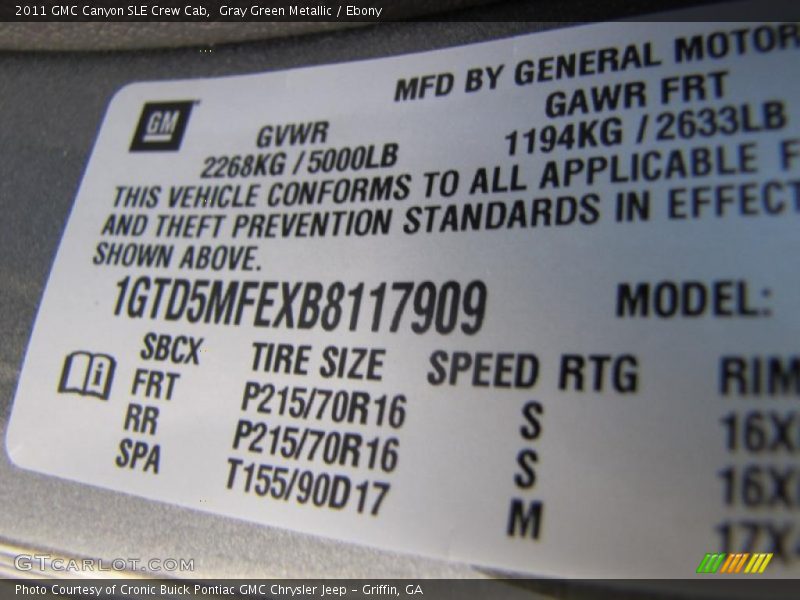 2011 GMC Canyon SLE Crew Cab,  Gray Green Metallic / Ebony
MFD BY GENERAL MOTOR
GM
GVWR
GAWR FRT
2268KG / 5000LB
1194KG / 2633LB
THIS VEHICLE CONFORMS TO ALL APPLICABLE F
AND THEFT PREVENTION STANDARDS IN EFFECT
SHOWN ABOVE.
1GTD5MFEXB8117909
MODEL:
SBCX TIRE SIZE SPEED RTG RIM
FRT P215/70R16 S 16X
RR P215/70R16 S 16X
SPA T155/90D17 M 17X4
GTCARLOT.COM
Photo Courtesy of Cronic Buick Pontiac GMC Chrysler Jeep - Griffin, GA